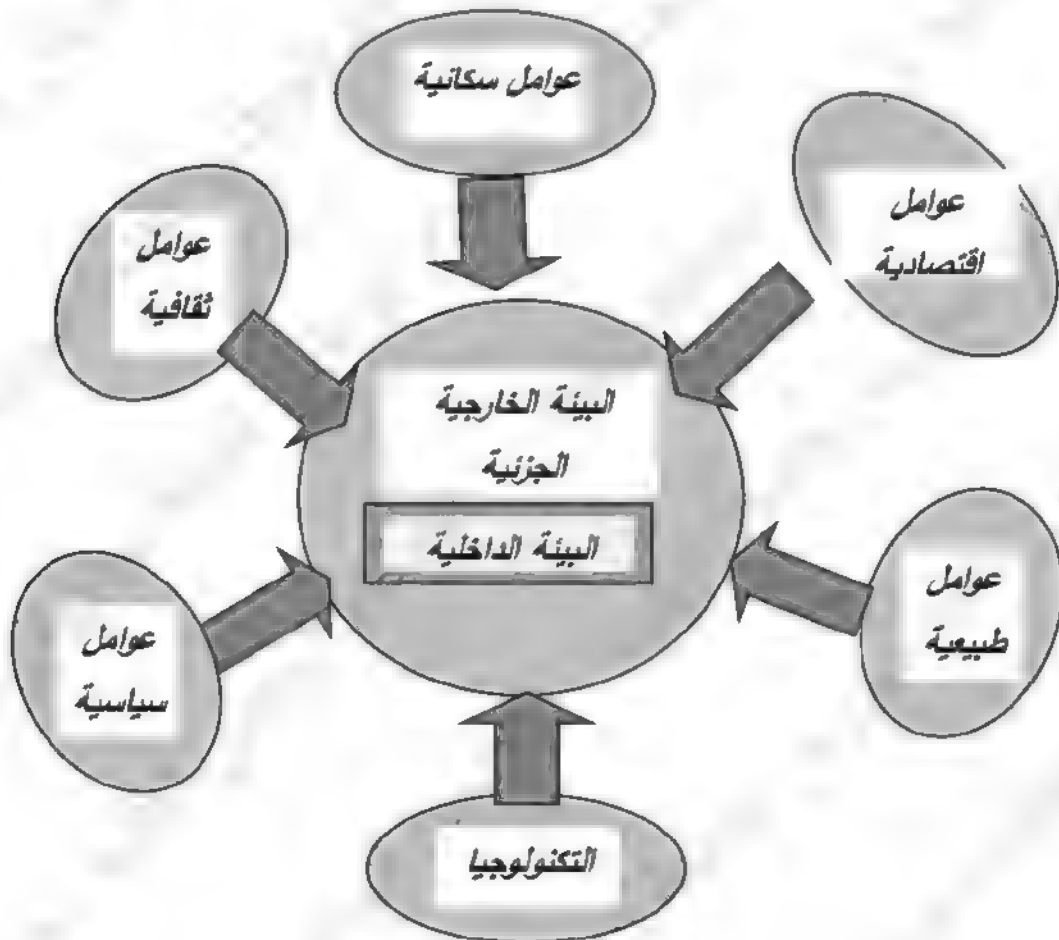 عوامل سكانية
عوامل
اقتصادية
عوامل
ثقافية
البيئة الخارجية
الجزئية
البيئة الداخلية
عوامل
طبيعية
عوامل
سياسية
التكنولوجيا